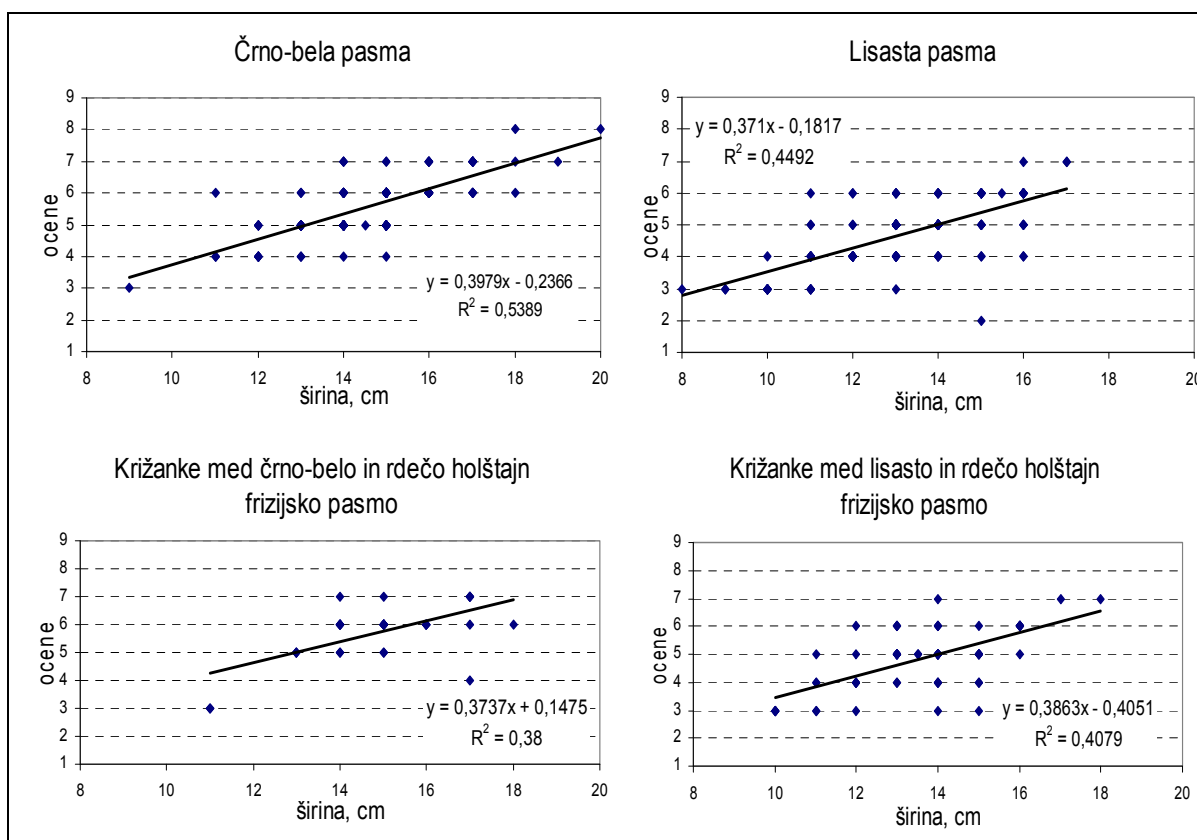 Črno-bela pasma
9
8
7
6
5
4
3
2
1
ocene
y = 0,3979x - 0,2366
R² = 0,5389
8 10 12 14 16 18 20
širina, cm
Lisasta pasma
9
8
7
6
5
4
3
2
1
ocene
y = 0,371x - 0,1817
R² = 0,4492
8 10 12 14 16 18 20
širina, cm
Križanke med črno-belo in rdečo holštajn
frizijsko pasmo
9
8
7
6
5
4
3
2
1
ocene
y = 0,3737x + 0,1475
R² = 0,38
8 10 12 14 16 18 20
širina, cm
Križanke med lisasto in rdečo holštajn
frizijsko pasmo
9
8
7
6
5
4
3
2
1
ocene
y = 0,3863x - 0,4051
R² = 0,4079
8 10 12 14 16 18 20
širina, cm